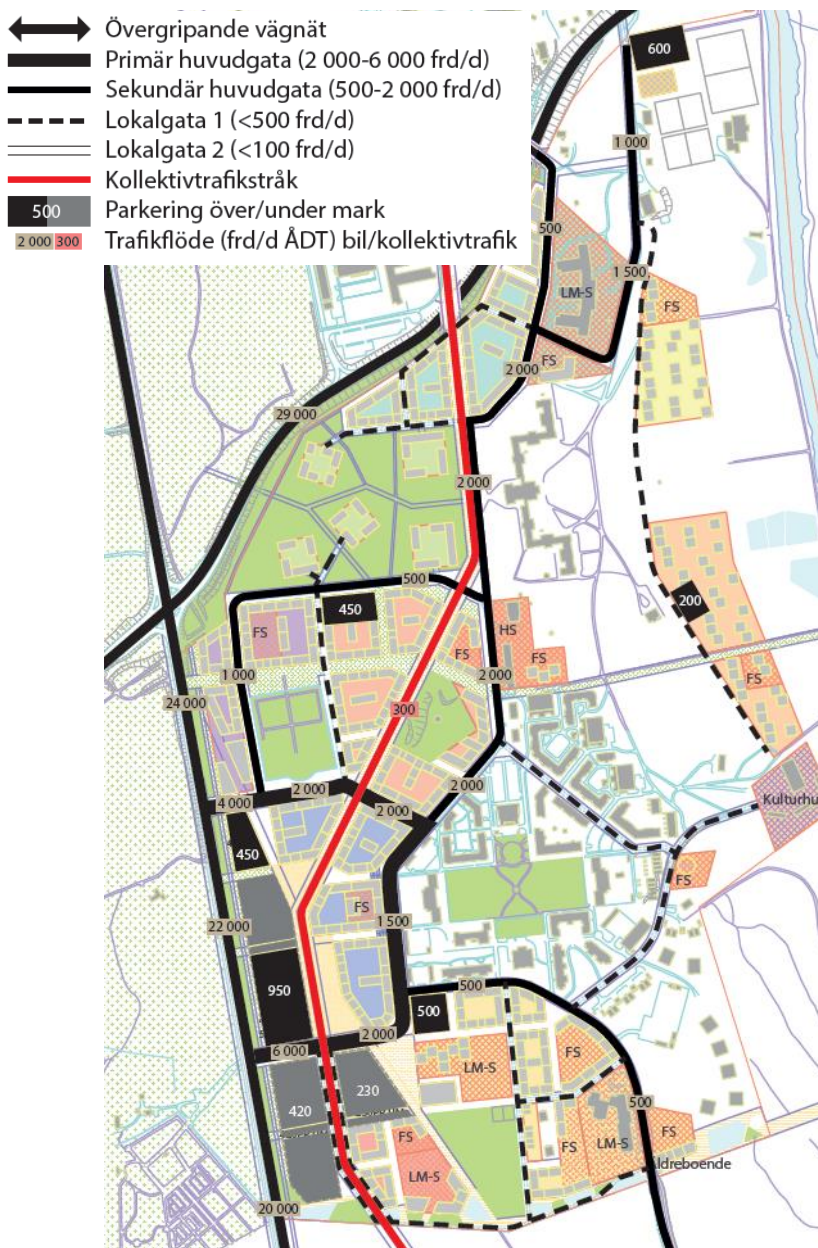 Övergripande vägnät
Primär huvudgata (2 000-6 000 frd/d)
Sekundär huvudgata (500-2 000 frd/d)
Lokalgata 1 (<500 frd/d)
Lokalgata 2 (<100 frd/d)
Kollektivtrafikstråk
500 Parkering över/under mark
2 000 300 Trafikflöde (frd/d ÅDT) bil/kollektivtrafik
600
1 000
500
1 500
LM-S
FS
FS
2 000
29 000
2 000
500
450
200
FS
HS
FS
FS
2 000
FS
1 000
24 000
300
2 000
2 000
4 000
2 000
Kulturhu
450
FS
FS
1 500
22 000
950
500
500
2 000
6 000
FS
LM-S
230
420
500
FS
FS
LM-S
FS
LM-S
Äldreboende
20 000